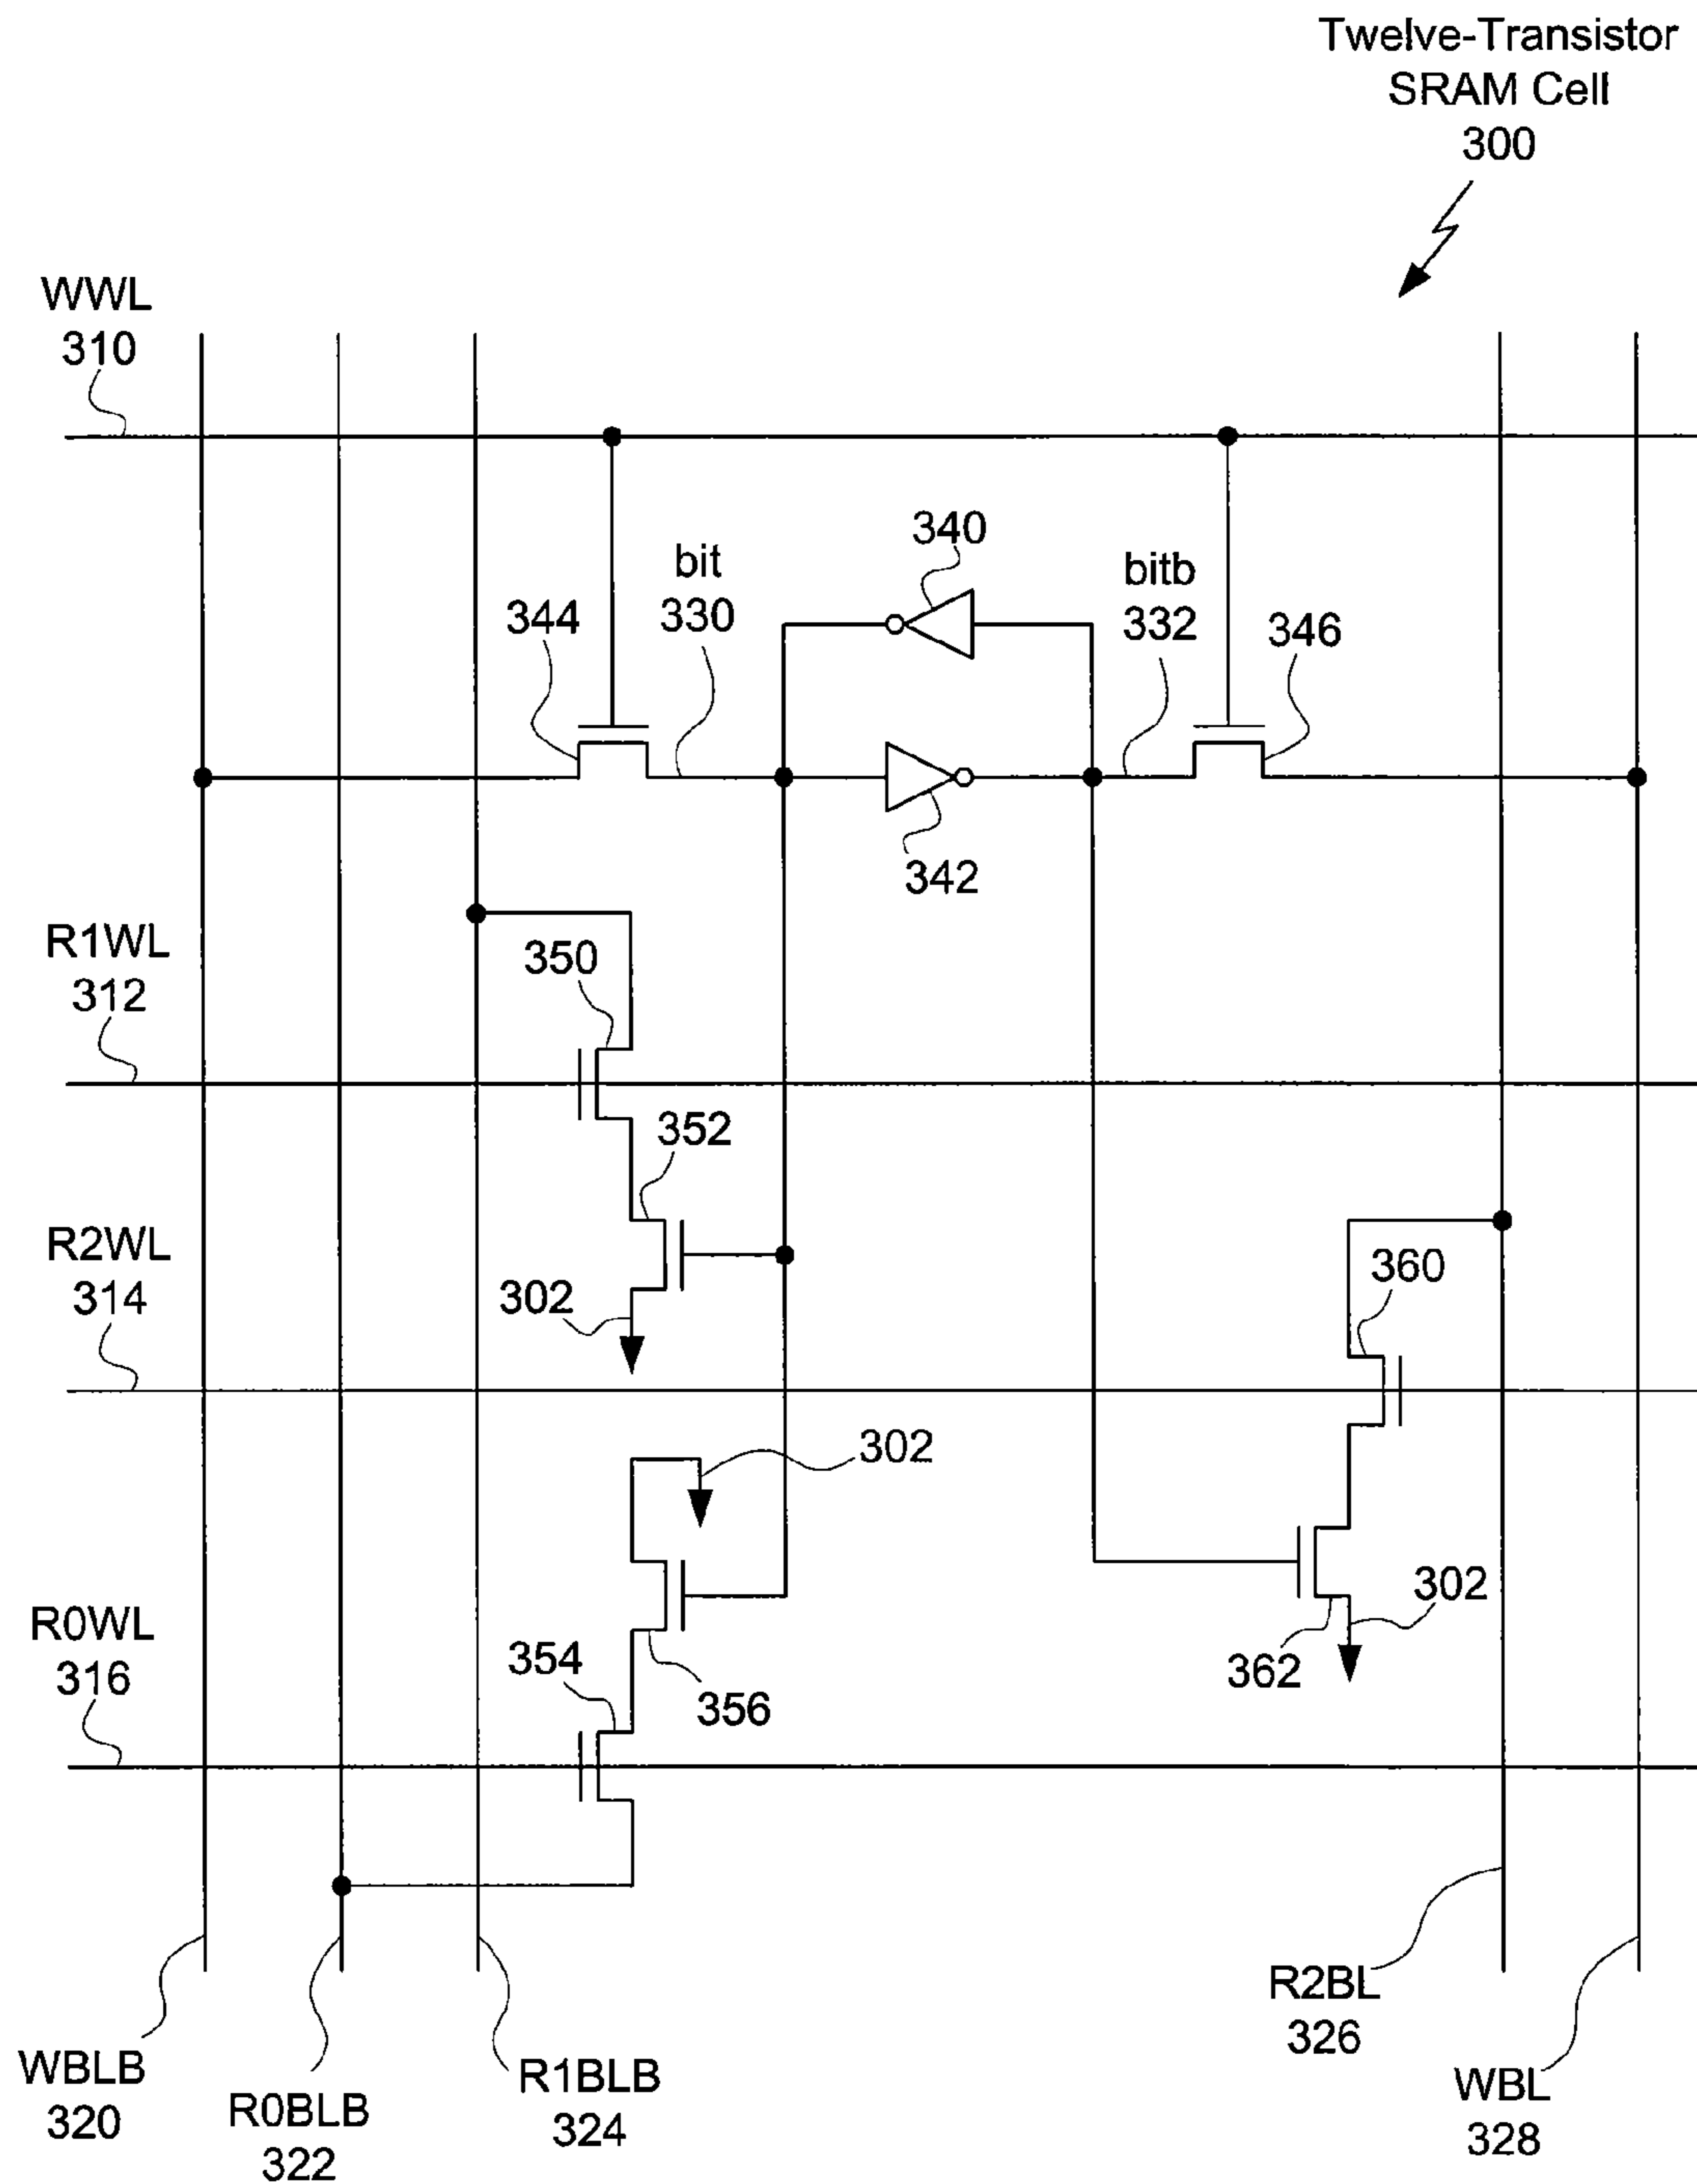 Twelve-Transistor
SRAM Cell
300
WWL
310
340
bit
330
bitb
332
344
346
342
R1WL
312
350
352
R2WL
314
302
360
302
R0WL
316
354
356
302
362
R2BL
326
WBLB
320
R0BLB
322
R1BLB
324
WBL
328